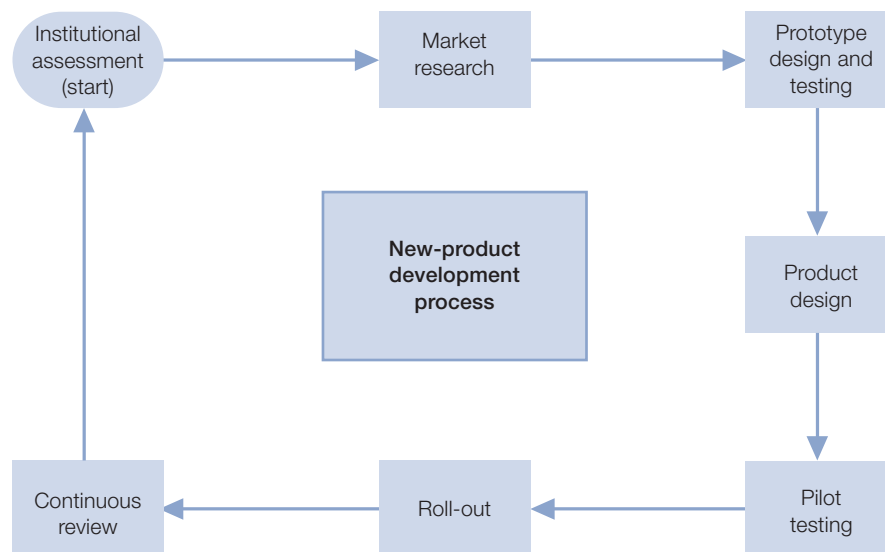 Institutional
assessment
(start)
Market
research
Prototype
design and
testing
New-product
development
process
Product
design
Continuous
review
Roll-out
Pilot
testing